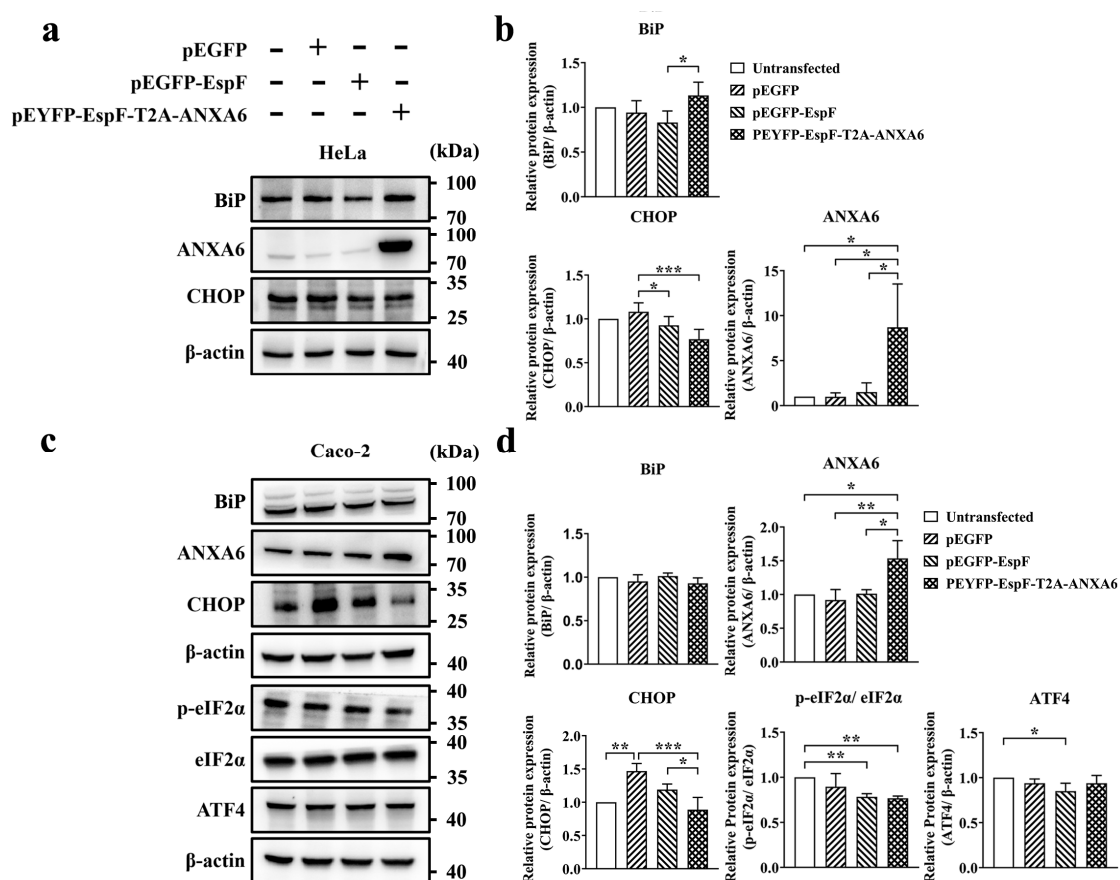 a
pEGFP - + - -
pEGFP-EspF - - + -
pEYFP-EspF-T2A-ANXA6 - - - +
HeLa (kDa)
BiP 100
70
ANXA6 100
70
CHOP 35
25
β-actin 40
b
BiP
Relative protein expression
(BiP/ β-actin)
1.5
1.0
0.5
0.0
*
Untransfected
pEGFP
pEGFP-EspF
PEYFP-EspF-T2A-ANXA6
CHOP
Relative protein expression
(CHOP/ β-actin)
1.5
1.0
0.5
0.0
***
*
ANXA6
Relative protein expression
(ANXA6/ β-actin)
15
10
5
0
*
*
*
c
Caco-2 (kDa)
BiP 100
70
ANXA6 100
70
CHOP 35
25
β-actin 40
p-eIF2α 40
35
eIF2α 40
35
ATF4 40
β-actin 40
d
BiP
Relative protein expression
(BiP/ β-actin)
1.5
1.0
0.5
0.0
ANXA6
Relative protein expression
(ANXA6/ β-actin)
2.0
1.5
1.0
0.5
0.0
*
**
*
Untransfected
pEGFP
pEGFP-EspF
PEYFP-EspF-T2A-ANXA6
CHOP
Relative protein expression
(CHOP/ β-actin)
2.0
1.5
1.0
0.5
0.0
** ***
*
p-eIF2α/ eIF2α
Relative Protein expression
(p-eIF2α/ eIF2α)
1.5
1.0
0.5
0.0
**
**
ATF4
Relative Protein expression
(ATF4/ β-actin)
1.5
1.0
0.5
0.0
*